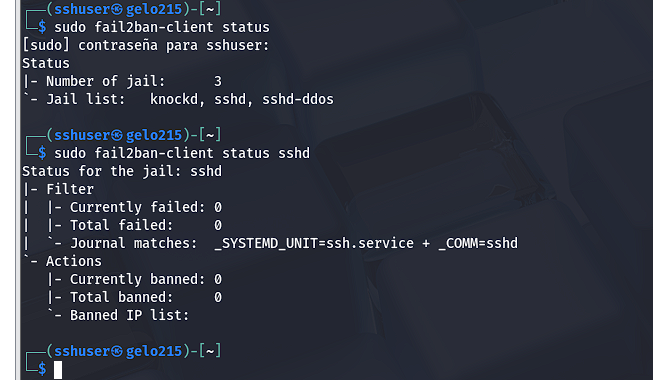 ┌──(sshuser㉿gelo215)-[~]
└─$ sudo fail2ban-client status
[sudo] contraseña para sshuser:
Status
|- Number of jail:      3
`- Jail list:   knockd, sshd, sshd-ddos
┌──(sshuser㉿gelo215)-[~]
└─$ sudo fail2ban-client status sshd
Status for the jail: sshd
|- Filter
|  |- Currently failed: 0
|  |- Total failed:     0
|  `- Journal matches:  _SYSTEMD_UNIT=ssh.service + _COMM=sshd
`- Actions
   |- Currently banned: 0
   |- Total banned:     0
   `- Banned IP list:
┌──(sshuser㉿gelo215)-[~]
└─$